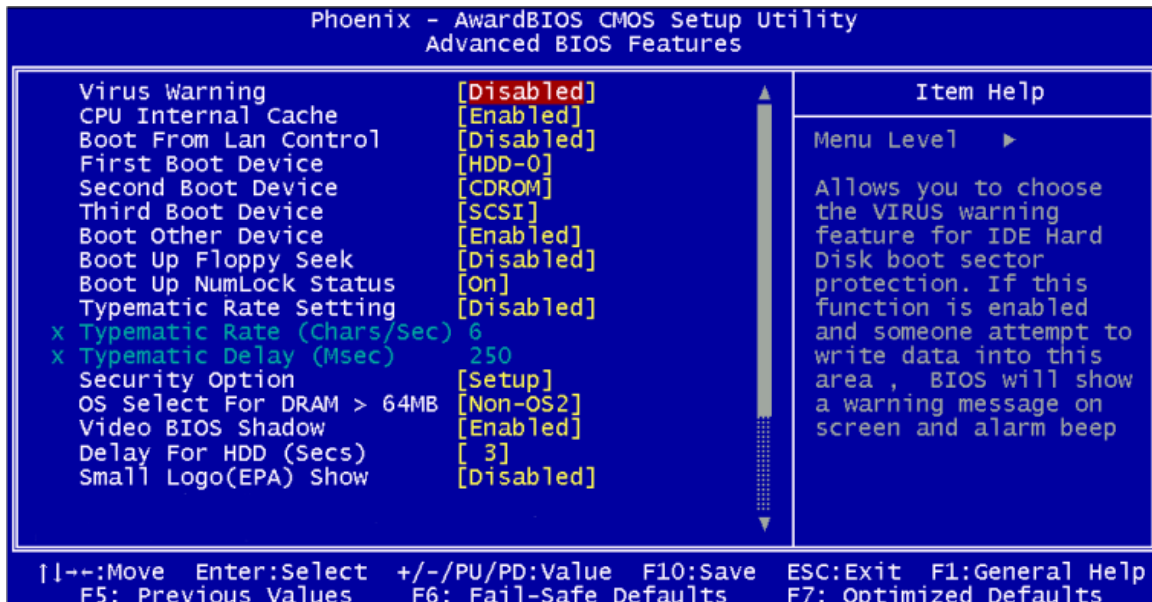 Phoenix - AwardBIOS CMOS Setup Utility
Advanced BIOS Features
Virus Warning [Disabled]
CPU Internal Cache [Enabled]
Boot From Lan Control [Disabled]
First Boot Device [HDD-0]
Second Boot Device [CDROM]
Third Boot Device [SCSI]
Boot Other Device [Enabled]
Boot Up Floppy Seek [Disabled]
Boot Up NumLock Status [On]
Typematic Rate Setting [Disabled]
x Typematic Rate (Chars/Sec) 6
x Typematic Delay (Msec) 250
Security Option [Setup]
OS Select For DRAM > 64MB [Non-OS2]
Video BIOS Shadow [Enabled]
Delay For HDD (Secs) [ 3]
Small Logo(EPA) Show [Disabled]
Item Help
Menu Level ►
Allows you to choose
the VIRUS warning
feature for IDE Hard
Disk boot sector
protection. If this
function is enabled
and someone attempt to
write data into this
area , BIOS will show
a warning message on
screen and alarm beep
↑↓→←:Move Enter:Select +/-/PU/PD:Value F10:Save ESC:Exit F1:General Help
F5: Previous Values F6: Fail-Safe Defaults F7: Optimized Defaults